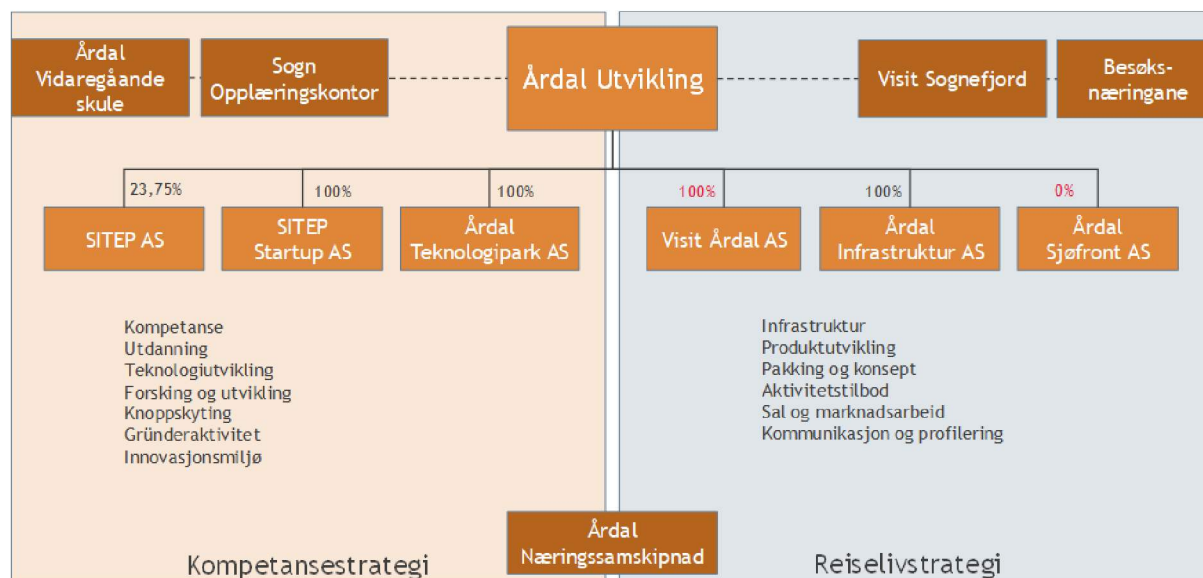 Årdal
Vidaregåande
skule
Sogn
Opplæringskontor
Årdal Utvikling
Visit Sognefjord
Besøks-
næringane
23,75%
100%
100%
100%
100%
0%
SITEP AS
SITEP
Startup AS
Årdal
Teknologipark AS
Visit Årdal AS
Årdal
Infrastruktur AS
Årdal
Sjøfront AS
Kompetanse
Utdanning
Teknologiutvikling
Forsking og utvikling
Knoppskyting
Gründeraktivitet
Innovasjonsmiljø
Infrastruktur
Produktutvikling
Pakking og konsept
Aktivitetstilbod
Sal og marknadsarbeid
Kommunikasjon og profilering
Kompetansestrategi
Årdal
Næringssamskipnad
Reiselivstrategi